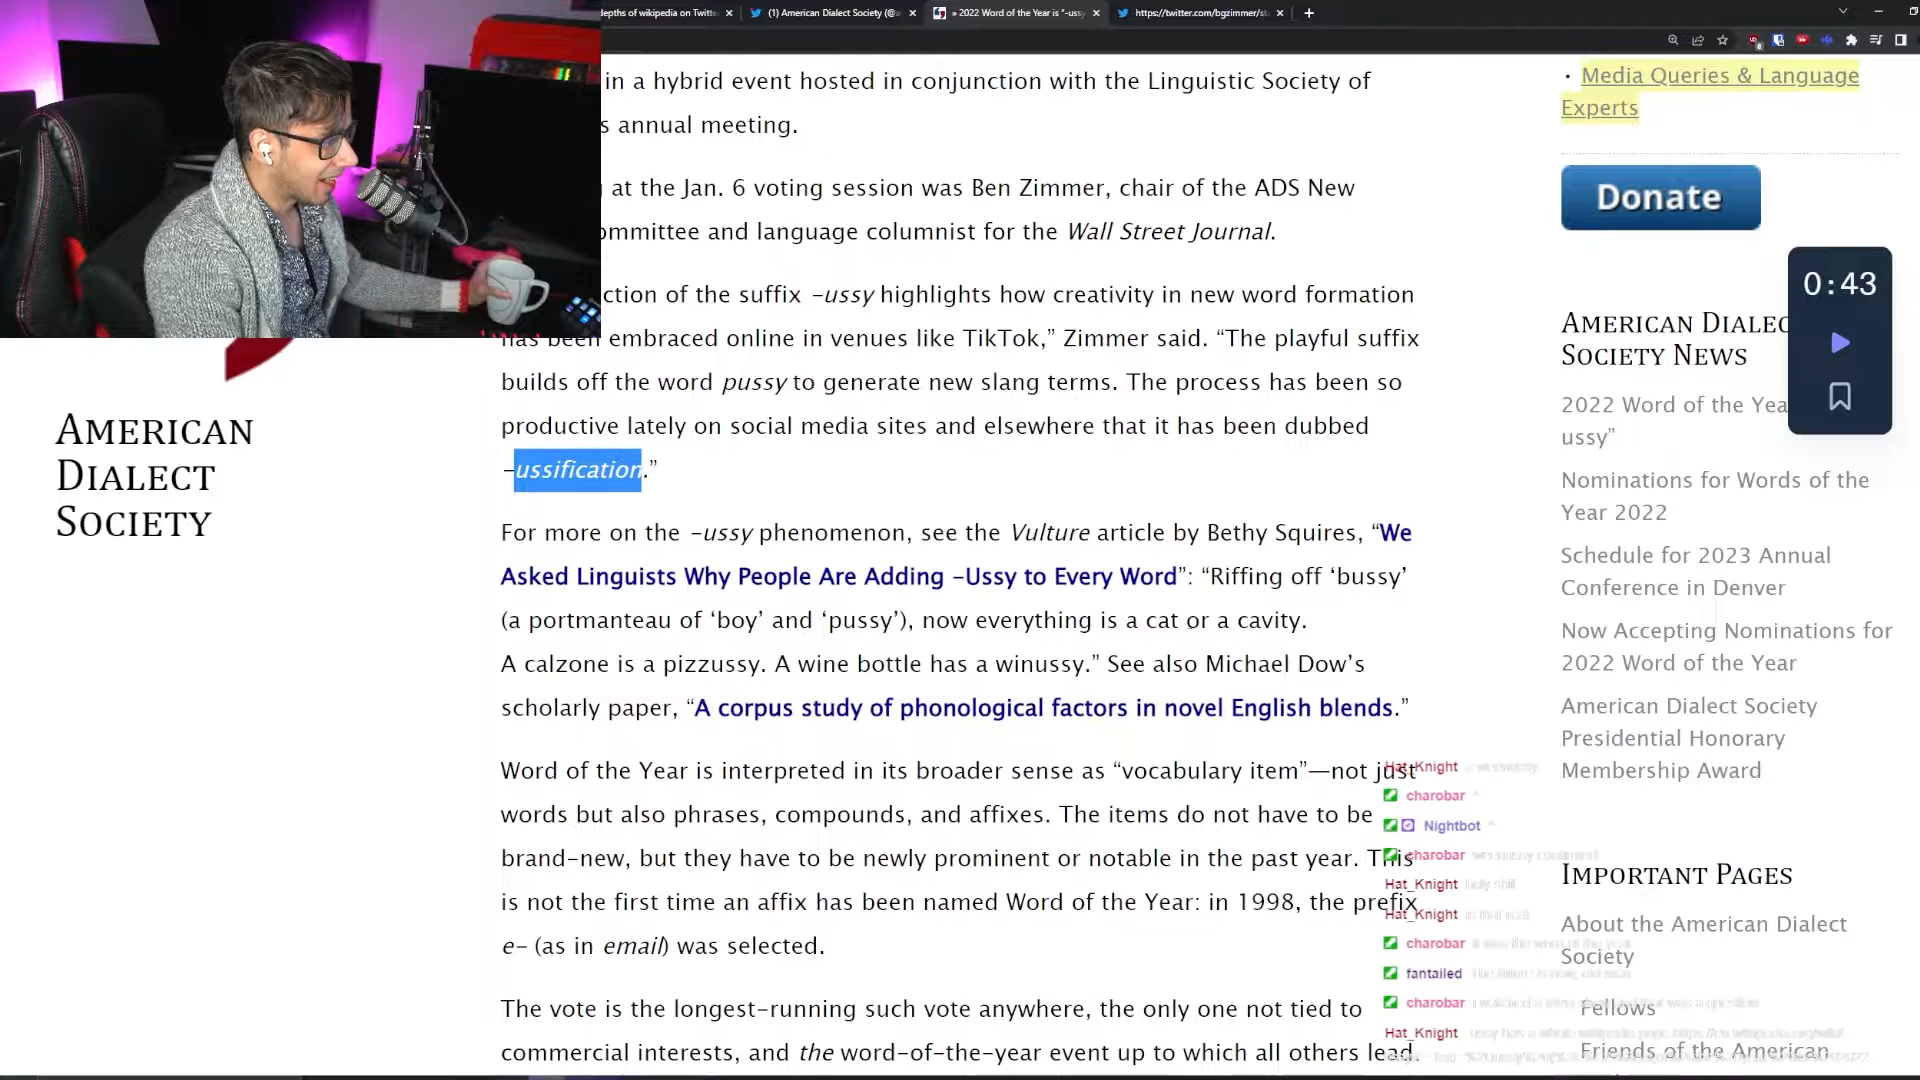 depths of wikipedia on Twitte
(1) American Dialect Society (@a
» 2022 Word of the Year is “-ussy
https://twitter.com/bgzimmer/st
in a hybrid event hosted in conjunction with the Linguistic Society of
s annual meeting.
at the Jan. 6 voting session was Ben Zimmer, chair of the ADS New
ommittee and language columnist for the Wall Street Journal.
ction of the suffix –ussy highlights how creativity in new word formation
has been embraced online in venues like TikTok,” Zimmer said. “The playful suffix
builds off the word pussy to generate new slang terms. The process has been so
productive lately on social media sites and elsewhere that it has been dubbed
–ussification.”
For more on the –ussy phenomenon, see the Vulture article by Bethy Squires, “We
Asked Linguists Why People Are Adding –Ussy to Every Word”: “Riffing off ‘bussy’
(a portmanteau of ‘boy’ and ‘pussy’), now everything is a cat or a cavity.
A calzone is a pizzussy. A wine bottle has a winussy.” See also Michael Dow’s
scholarly paper, “A corpus study of phonological factors in novel English blends.”
Word of the Year is interpreted in its broader sense as “vocabulary item”—not just
words but also phrases, compounds, and affixes. The items do not have to be
brand-new, but they have to be newly prominent or notable in the past year. This
is not the first time an affix has been named Word of the Year: in 1998, the prefix
e- (as in email) was selected.
The vote is the longest-running such vote anywhere, the only one not tied to
commercial interests, and the word-of-the-year event up to which all others lead.
American
Dialect
Society
• Media Queries & Language
Experts
Donate
0:43
American Dialec
Society News
2022 Word of the Yea
ussy”
Nominations for Words of the
Year 2022
Schedule for 2023 Annual
Conference in Denver
Now Accepting Nominations for
2022 Word of the Year
American Dialect Society
Presidential Honorary
Membership Award
Important Pages
About the American Dialect
Society
Fellows
Friends of the American
Hat_Knight
charobar ^
Nightbot ^
charobar
Hat_Knight
Hat_Knight
charobar
fantailed
charobar
Hat_Knight